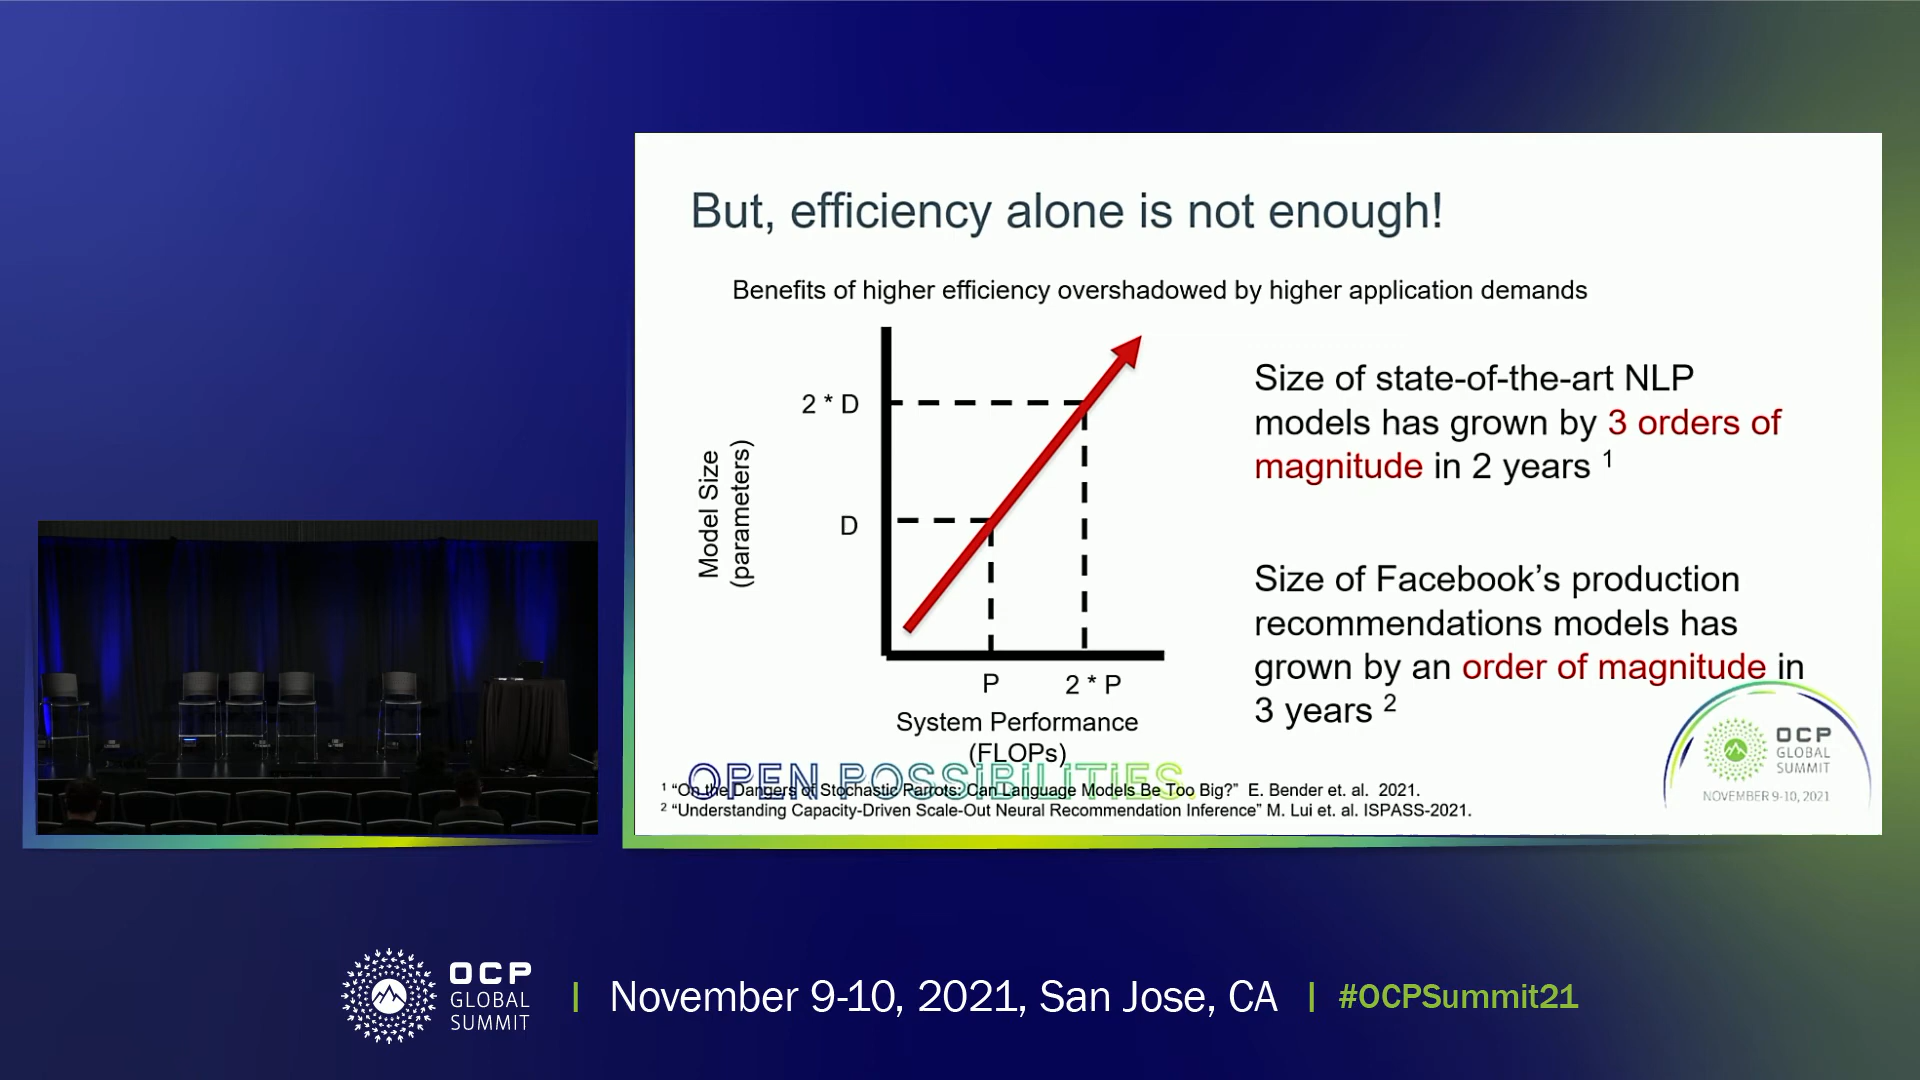 But, efficiency alone is not enough!
Benefits of higher efficiency overshadowed by higher application demands
Model Size
(parameters)
2 * D
D
P
2 * P
System Performance
(FLOPs)
Size of state-of-the-art NLP
models has grown by 3 orders of
magnitude in 2 years 1
Size of Facebook’s production
recommendations models has
grown by an order of magnitude in
3 years 2
OPEN POSSIBILITIES.
1 “On the Dangers of Stochastic Parrots: Can Language Models Be Too Big?” E. Bender et. al. 2021.
2 “Understanding Capacity-Driven Scale-Out Neural Recommendation Inference” M. Lui et. al. ISPASS-2021.
OCP
GLOBAL
SUMMIT
NOVEMBER 9-10, 2021
OCP
GLOBAL
SUMMIT
| November 9-10, 2021, San Jose, CA | #OCPSummit21